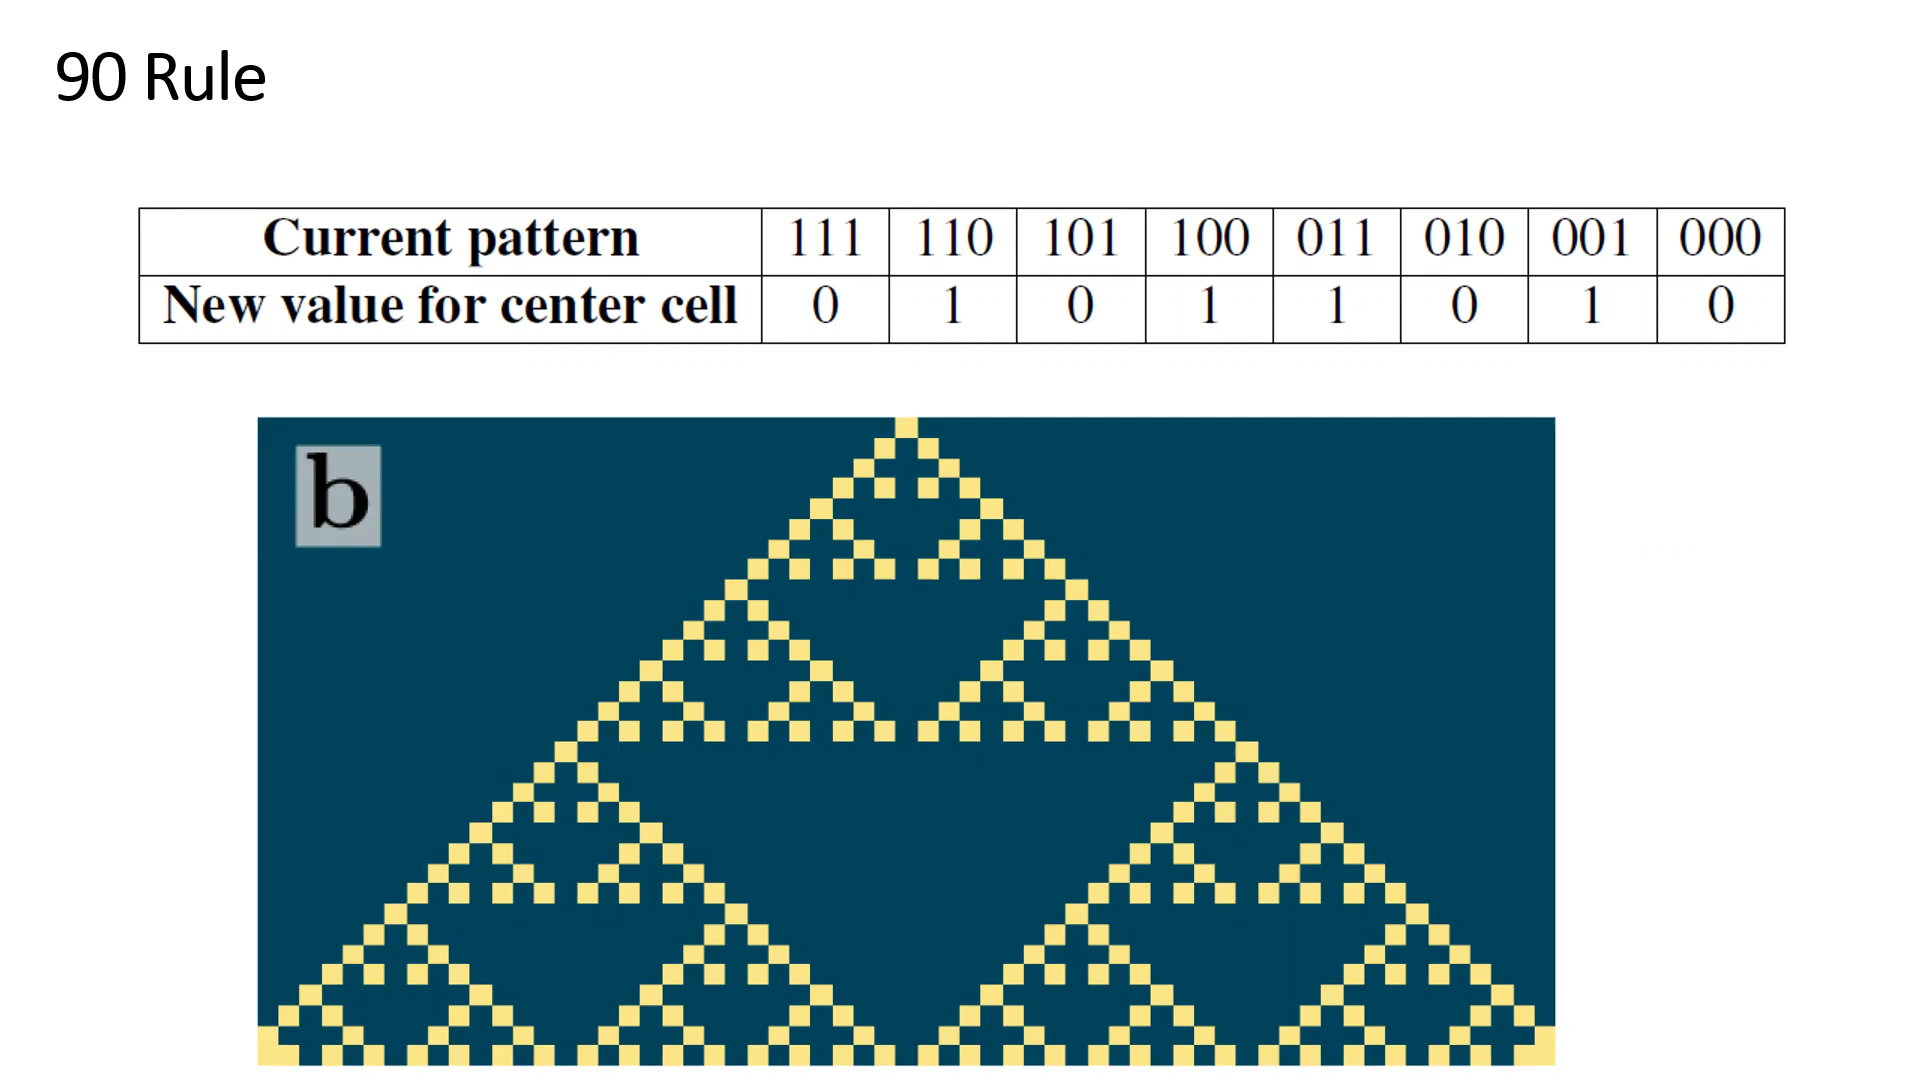 90 Rule
Current pattern 111 110 101 100 011 010 001 000
New value for center cell 0 1 0 1 1 0 1 0
b